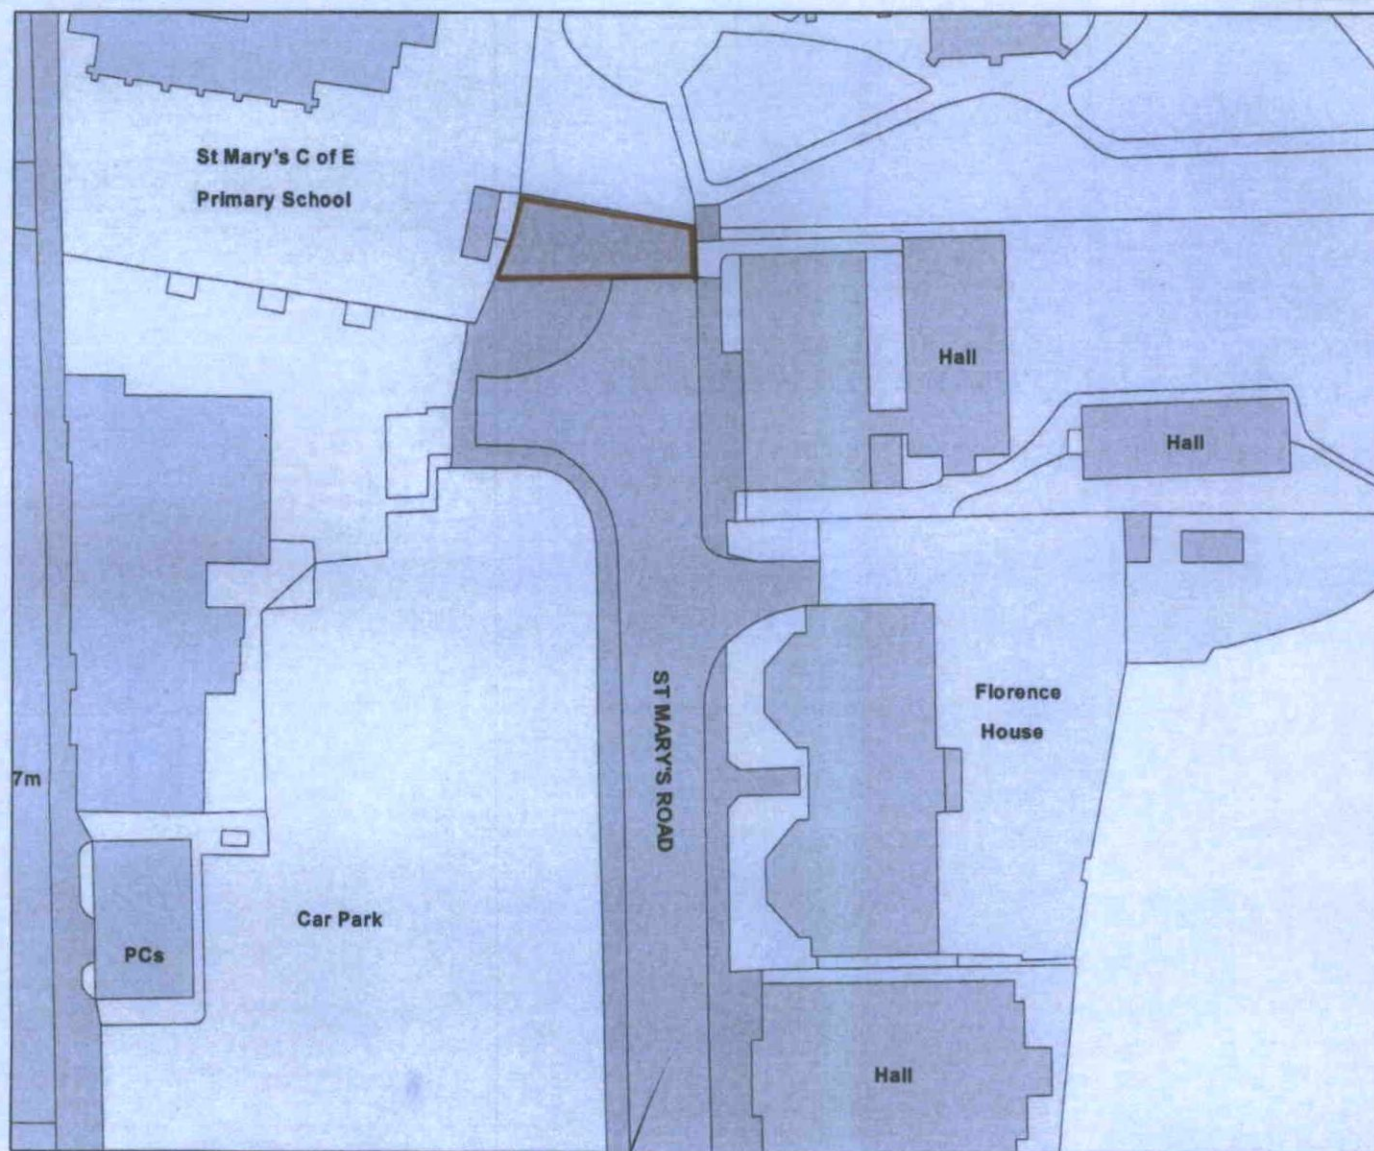 St Mary's C of E
Primary School
Hall
Hall
ST MARY'S ROAD
Florence
House
7m
Car Park
PCs
Hall